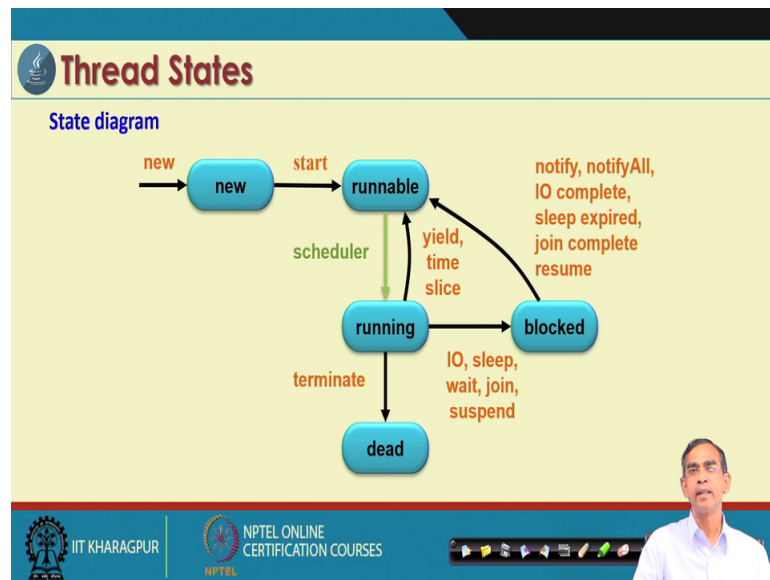 Thread States
State diagram
new
new
start
runnable
scheduler
yield,
time
slice
notify, notifyAll,
IO complete,
sleep expired,
join complete
resume
running
blocked
IO, sleep,
wait, join,
suspend
terminate
dead
IIT KHARAGPUR
NPTEL
NPTEL ONLINE
CERTIFICATION COURSES